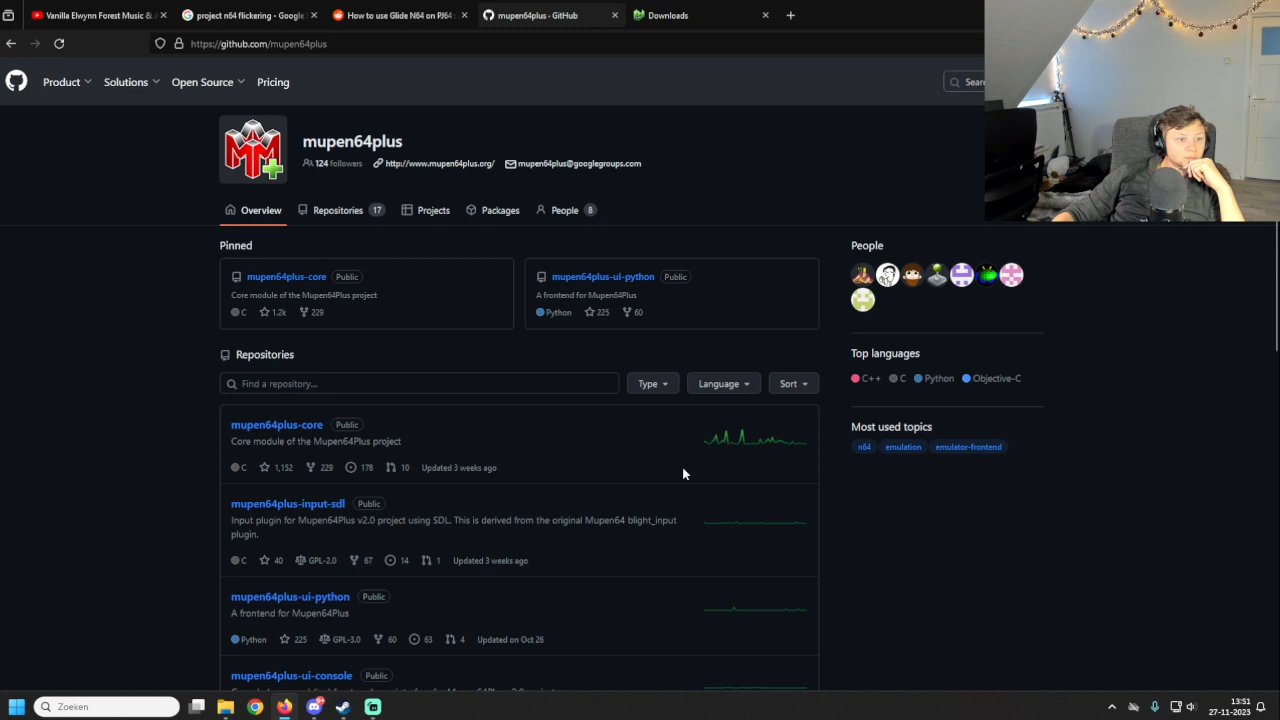 Vanilla Elwynn Forest Music &
project n64 flickering - Google
How to use Glide N64 on PJ64 :
mupen64plus · GitHub
Downloads
https://github.com/mupen64plus
Product
Solutions
Open Source
Pricing
Sear
mupen64plus
124 followers
http://www.mupen64plus.org/
mupen64plus@googlegroups.com
Overview
Repositories 17
Projects
Packages
People 8
Pinned
mupen64plus-core Public
Core module of the Mupen64Plus project
C 1.2k 229
mupen64plus-ui-python Public
A frontend for Mupen64Plus
Python 225 60
People
Repositories
Find a repository...
Type
Language
Sort
Top languages
C++ C Python Objective-C
Most used topics
n64 emulation emulator-frontend
mupen64plus-core Public
Core module of the Mupen64Plus project
C 1,152 229 178 10 Updated 3 weeks ago
mupen64plus-input-sdl Public
Input plugin for Mupen64Plus v2.0 project using SDL. This is derived from the original Mupen64 blight_input
plugin.
C 40 GPL-2.0 67 14 1 Updated 3 weeks ago
mupen64plus-ui-python Public
A frontend for Mupen64Plus
Python 225 GPL-3.0 60 63 4 Updated on Oct 26
mupen64plus-ui-console Public
Zoeken
13:51
27-11-2023